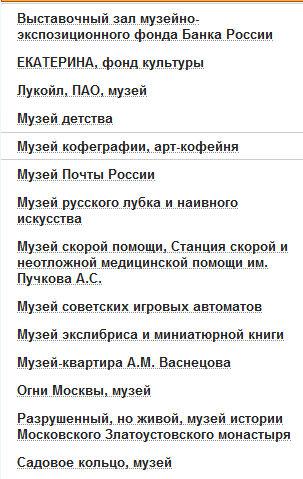 Выставочный зал музейно-
экспозиционного фонда Банка России
ЕКАТЕРИНА, фонд культуры
Лукойл, ПАО, музей
Музей детства
Музей кофеграфии, арт-кофейня
Музей Почты России
Музей русского лубка и наивного
искусства
Музей скорой помощи, Станция скорой и
неотложной медицинской помощи им.
Пучкова А.С.
Музей советских игровых автоматов
Музей экслибриса и миниатюрной книги
Музей-квартира А.М. Васнецова
Огни Москвы, музей
Разрушенный, но живой, музей истории
Московского Златоустовского монастыря
Садовое кольцо, музей